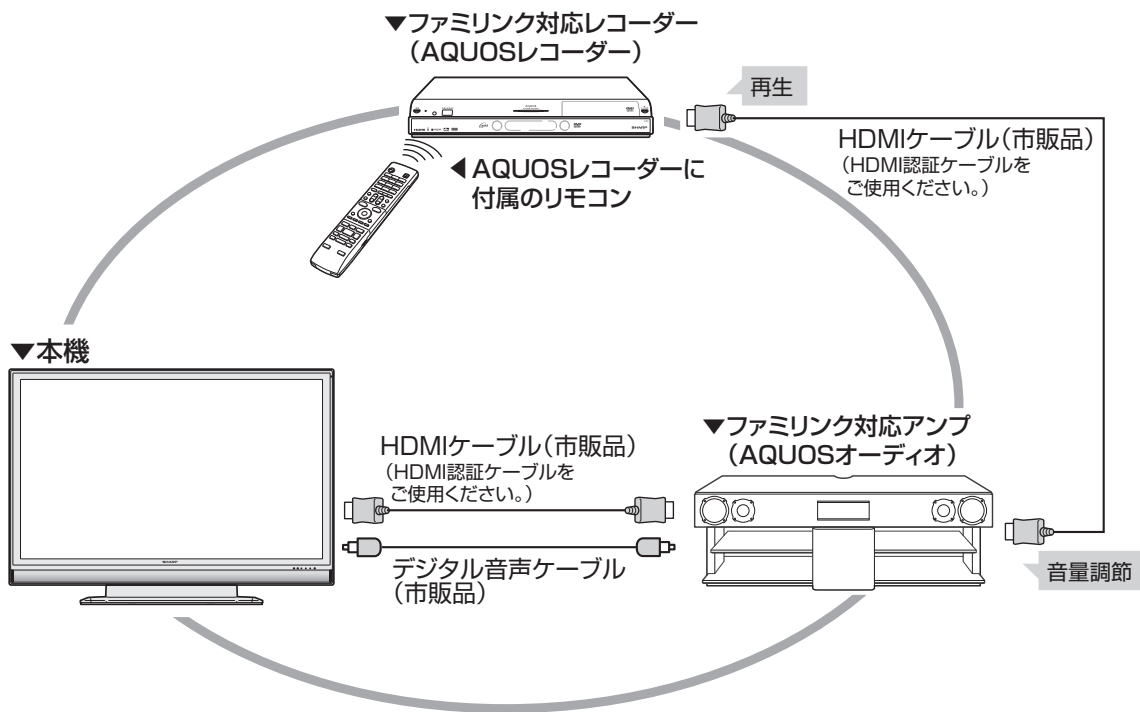 ▼ファミリンク対応レコーダー
（AQUOSレコーダー）
再生
HDMIケーブル（市販品）
（HDMI認証ケーブルを
ご使用ください。）
◀AQUOSレコーダーに
付属のリモコン
▼本機
HDMIケーブル（市販品）
（HDMI認証ケーブルを
ご使用ください。）
デジタル音声ケーブル
（市販品）
▼ファミリンク対応アンプ
（AQUOSオーディオ）
音量調節
SHARP
SHARP